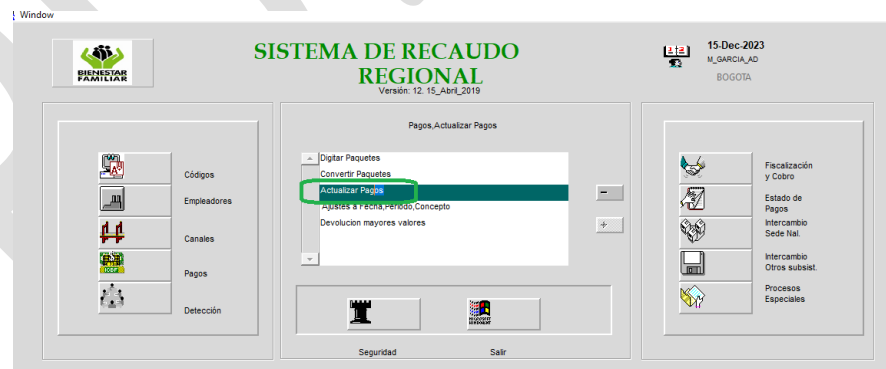 Window
BIENESTAR
FAMILIAR
SISTEMA DE RECAUDO
REGIONAL
Versión: 12. 15_Abril_2019
15-Dec-2023
M_GARCIA_AD
BOGOTA
Pagos,Actualizar Pagos
Digitar Paquetes
Convertir Paquetes
Actualizar Pagos
Ajustes a Fecha,Periodo,Concepto
Devolucion mayores valores
Códigos
Empleadores
Canales
Pagos
Detección
Fiscalización
y Cobro
Estado de
Pagos
Intercambio
Sede Nal.
Intercambio
Otros subsist.
Procesos
Especiales
Seguridad
Salir